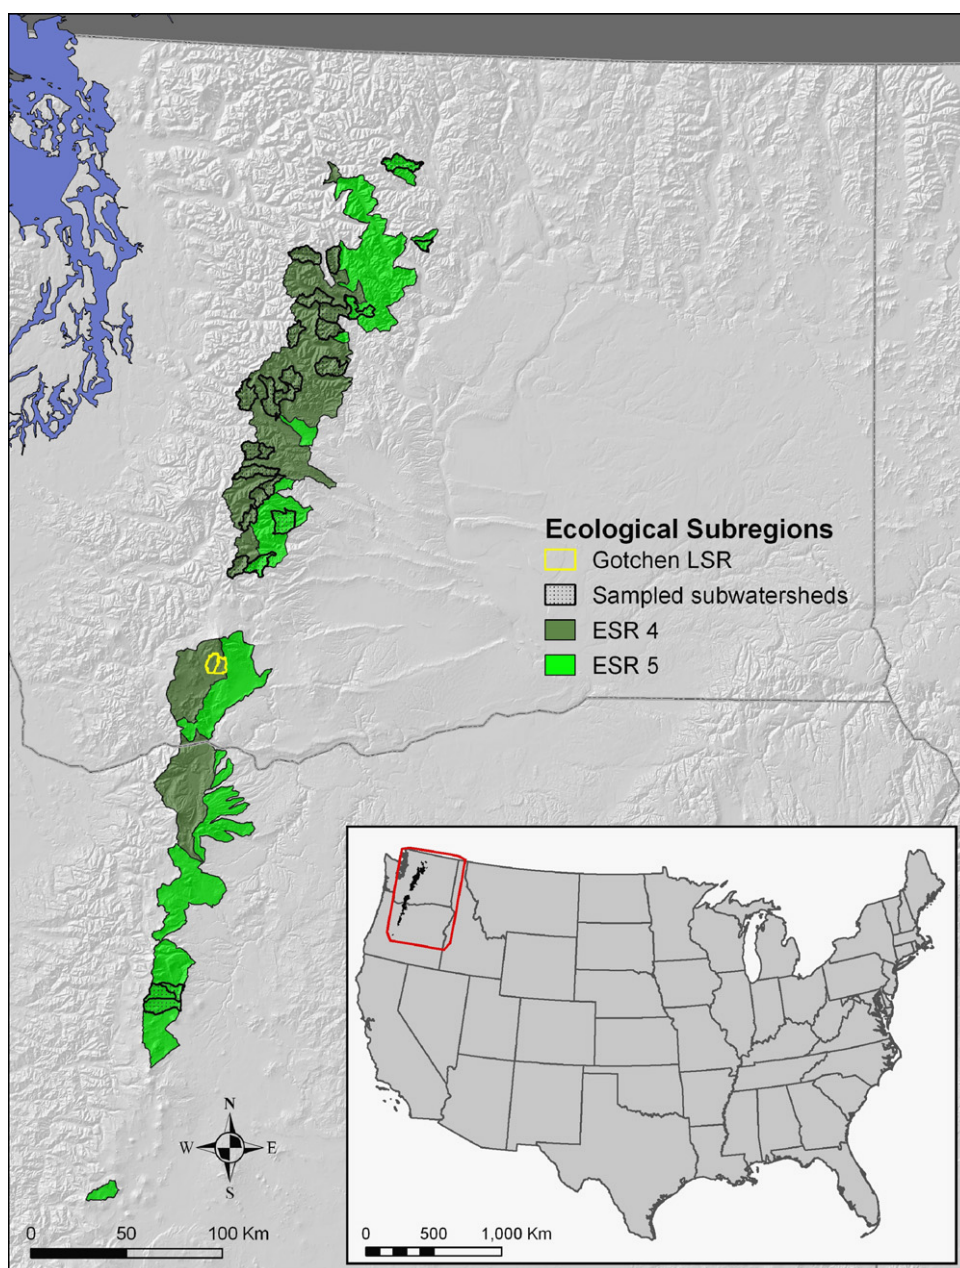 Ecological Subregions
Gotchen LSR
Sampled subwatersheds
ESR 4
ESR 5
N
W
E
S
0 50 100 Km
0 500 1,000 Km